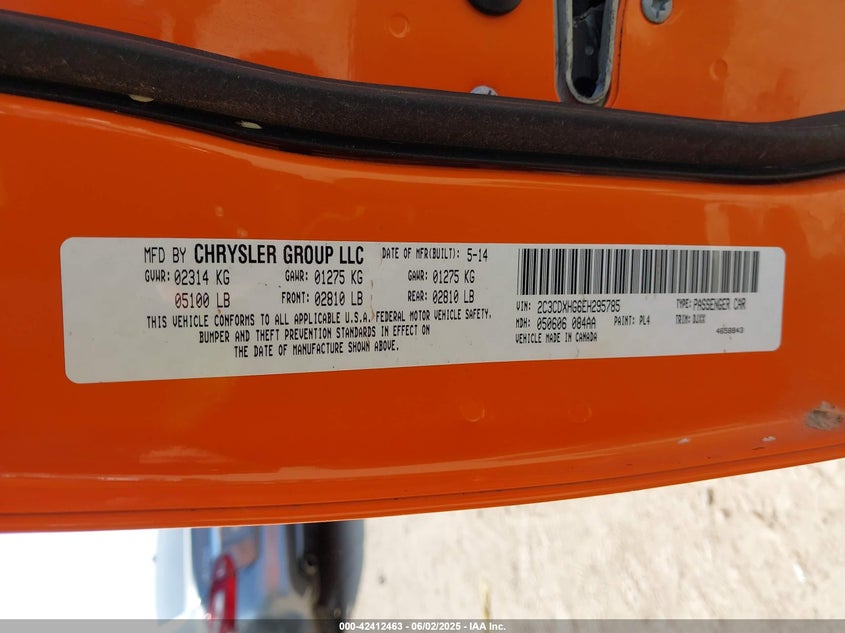 MFD BY CHRYSLER GROUP LLC DATE OF MFR(BUILT): 5-14
GVWR: 02314 KG GAWR: 01275 KG GAWR: 01275 KG
05100 LB FRONT: 02810 LB REAR: 02810 LB
THIS VEHICLE CONFORMS TO ALL APPLICABLE U.S.A. FEDERAL MOTOR VEHICLE SAFETY,
BUMPER AND THEFT PREVENTION STANDARDS IN EFFECT ON
THE DATE OF MANUFACTURE SHOWN ABOVE.
VIN: 2C3CDXHG6EH295785 TYPE: PASSENGER CAR
MDH: 050606 084AA PAINT: PL4 TRIM: DJXX
VEHICLE MADE IN CANADA 4658843
000-42412463 - 06/02/2025 - IAA Inc.